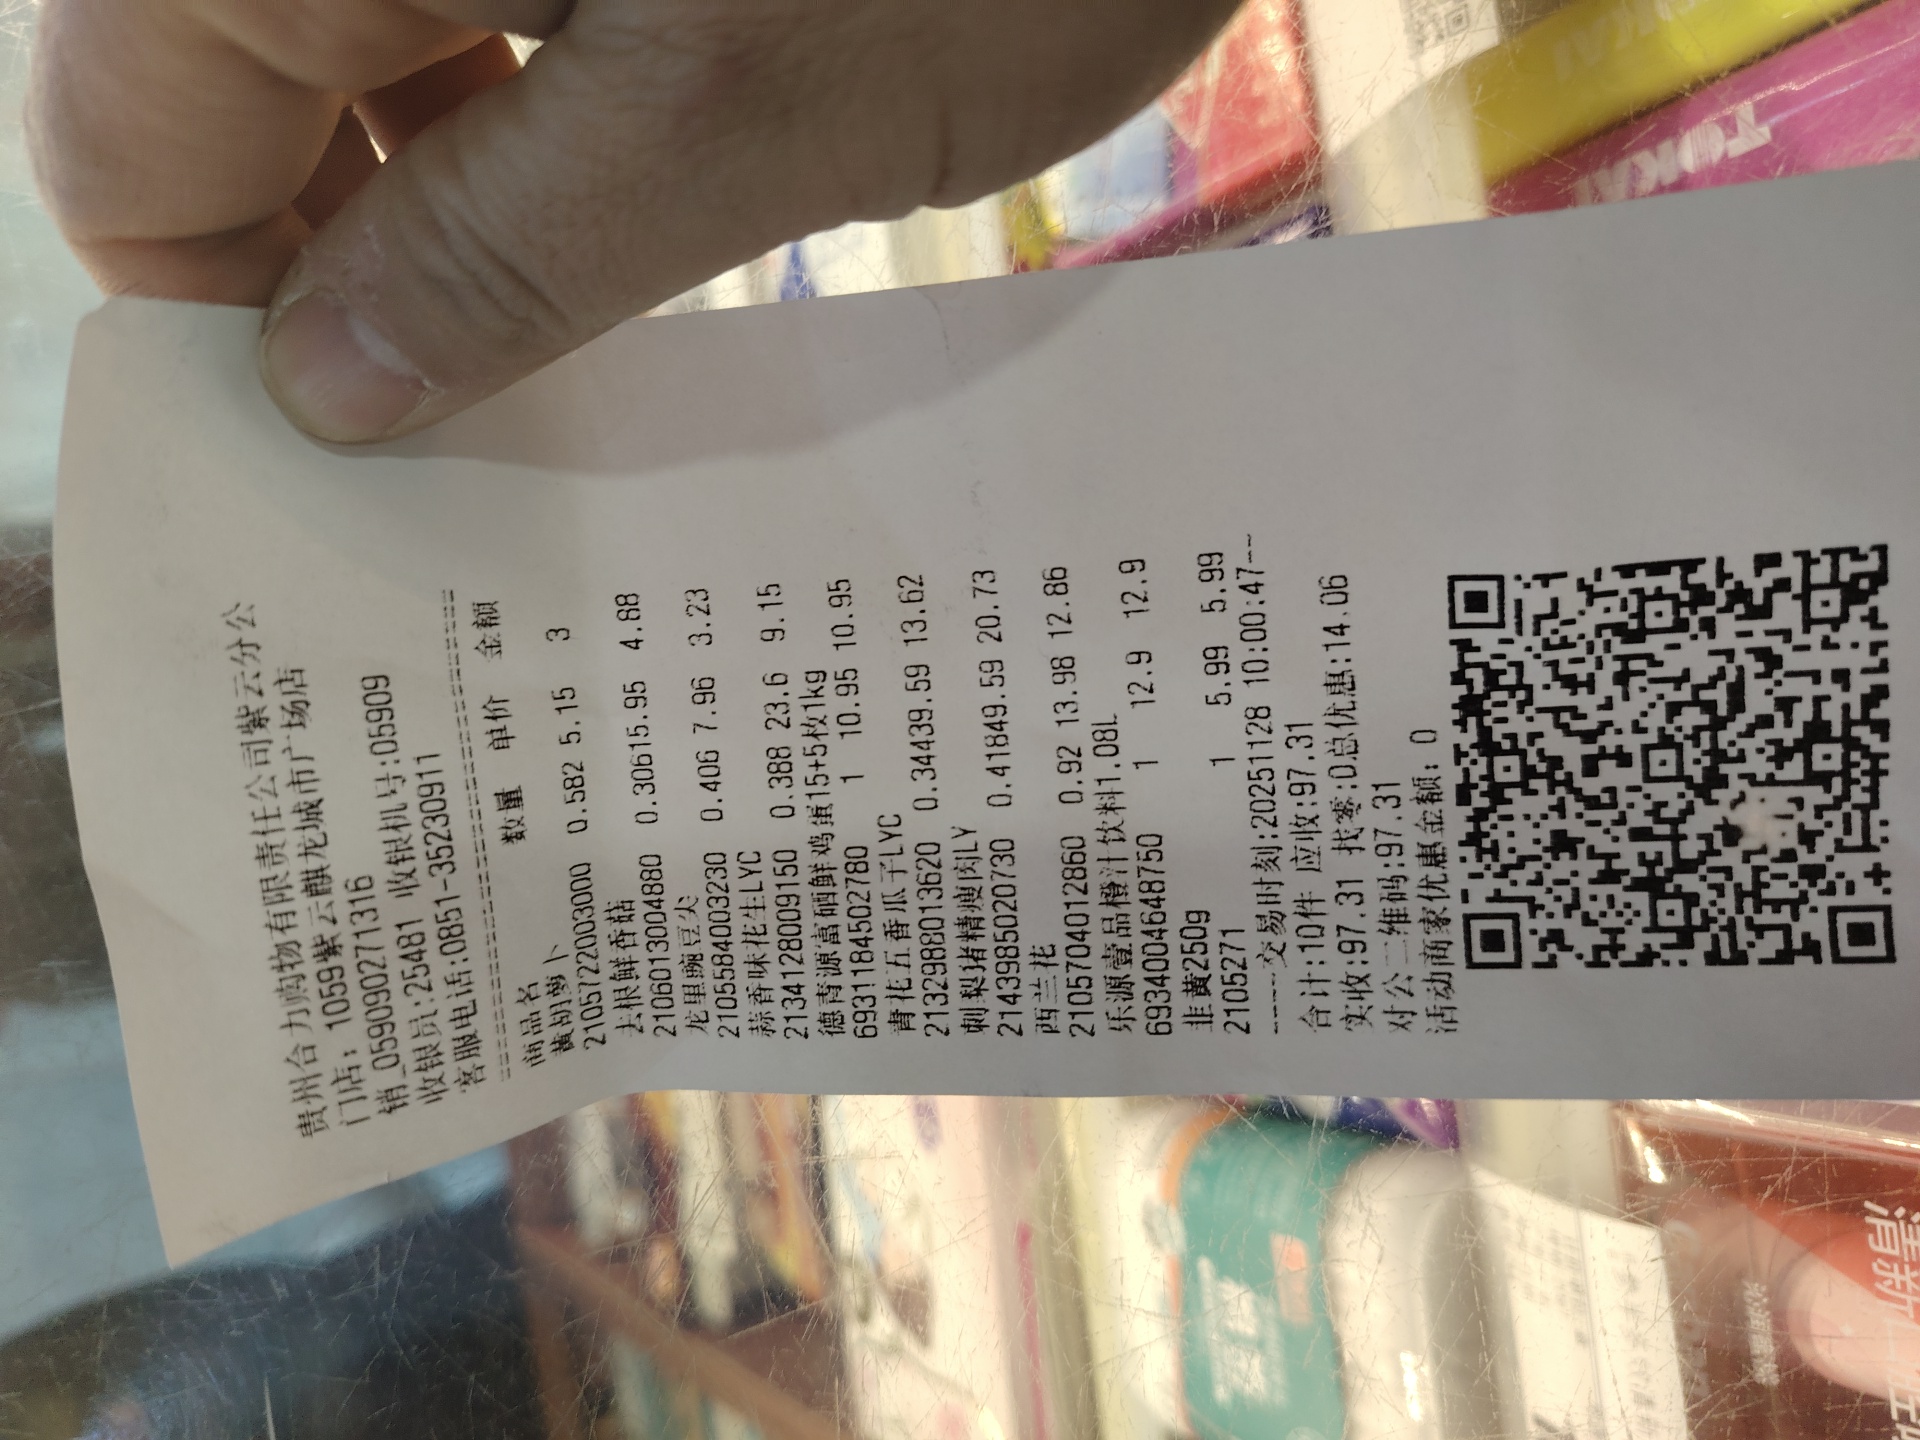 贵州合力购物有限责任公司紫云分公
门店： 1059紫云麒龙城市广场店
销_059090271316
收银员:25481 收银机号:05909
客服电话:0851-35230911
商品名 数量 单价 金额
黄胡萝卜
2105722003000 0.582 5.15 3
去根鲜香菇
2106013004880 0.306 15.95 4.88
龙里豌豆尖
2105584003230 0.406 7.96 3.23
蒜香味花生LYC
2134128009150 0.388 23.6 9.15
德青源富硒鲜鸡蛋15+5枚1kg
6931184502780 1 10.95 10.95
青花五香瓜子LYC
2132988013620 0.344 39.59 13.62
刺梨猪精瘦肉LY
2143985020730 0.418 49.59 20.73
西兰花
2105704012860 0.92 13.98 12.86
乐源壹品橙汁饮料1.08L
6934004648750 1 12.9 12.9
韭黄250g
2105271 1 5.99 5.99
-----交易时刻:20251128 10:00:47--
合计:10件 应收:97.31
实收:97.31 找零:0总优惠:14.06
对公二维码:97.31
活动商家优惠金额: 0
TOKAI